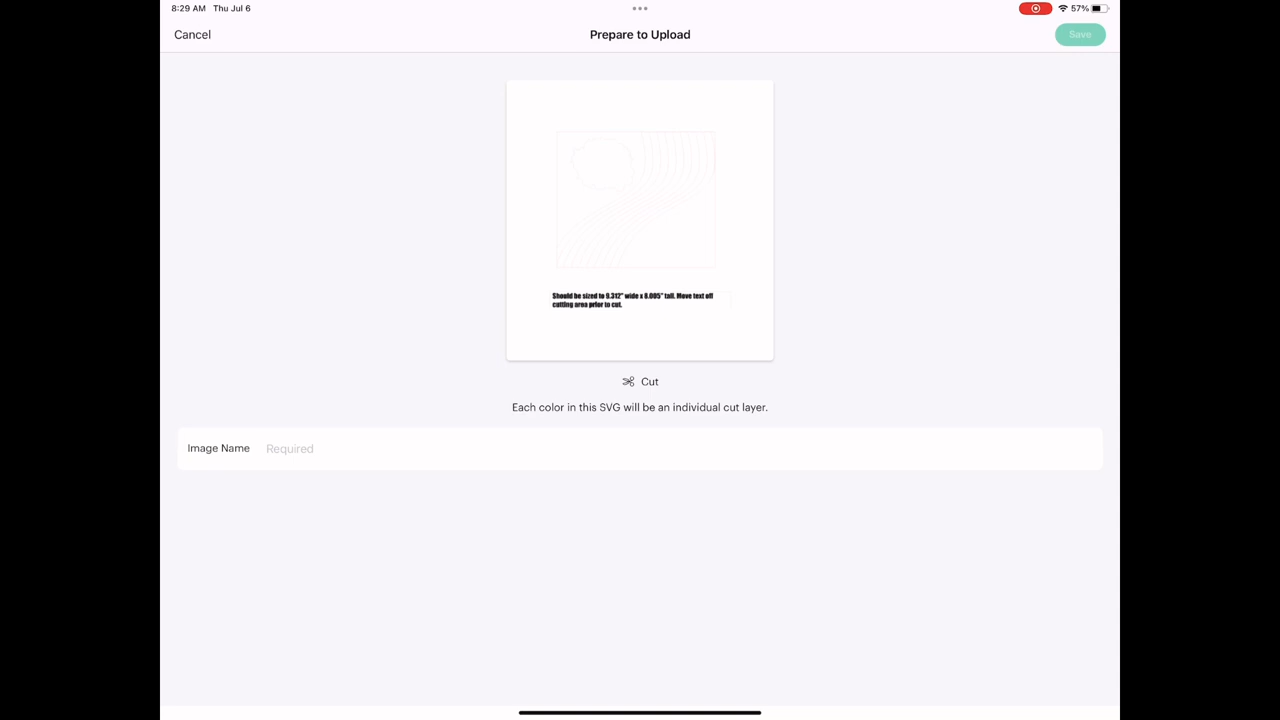 8:29 AM Thu Jul 6
57%
Cancel
Prepare to Upload
Save
Should be sized to 9.312" wide x 8.005" tall. Move text off
cutting area prior to cut.
Cut
Each color in this SVG will be an individual cut layer.
Image Name Required